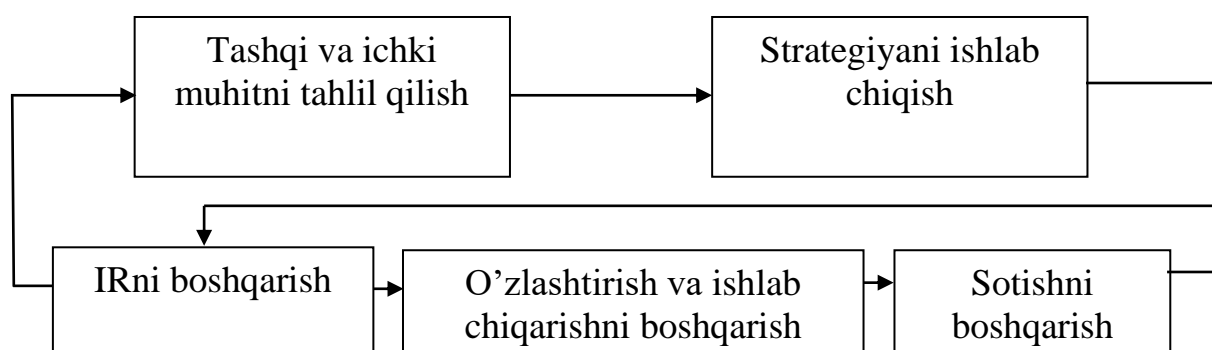 Tashqi va ichki
muhitni tahlil qilish
Strategiyani ishlab
chiqish
IRni boshqarish
O’zlashtirish va ishlab
chiqarishni boshqarish
Sotishni
boshqarish